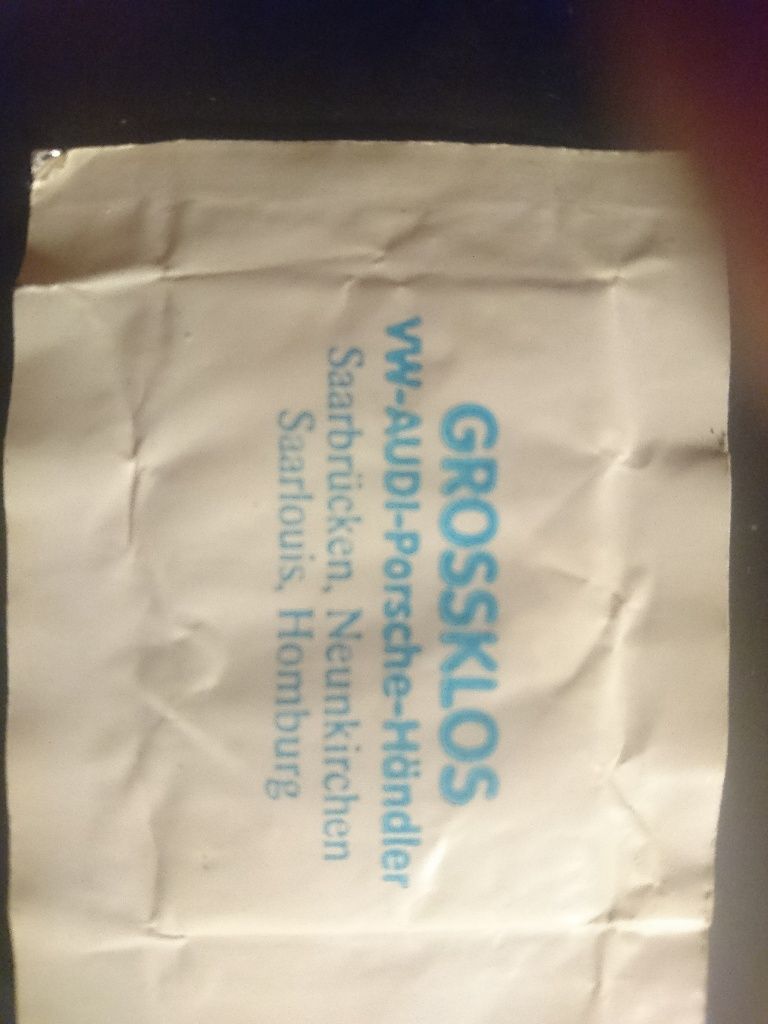 GROSSKLOS
VW-AUDI-Porsche-Händler
Saarbrücken, Neunkirchen
Saarlouis, Homburg